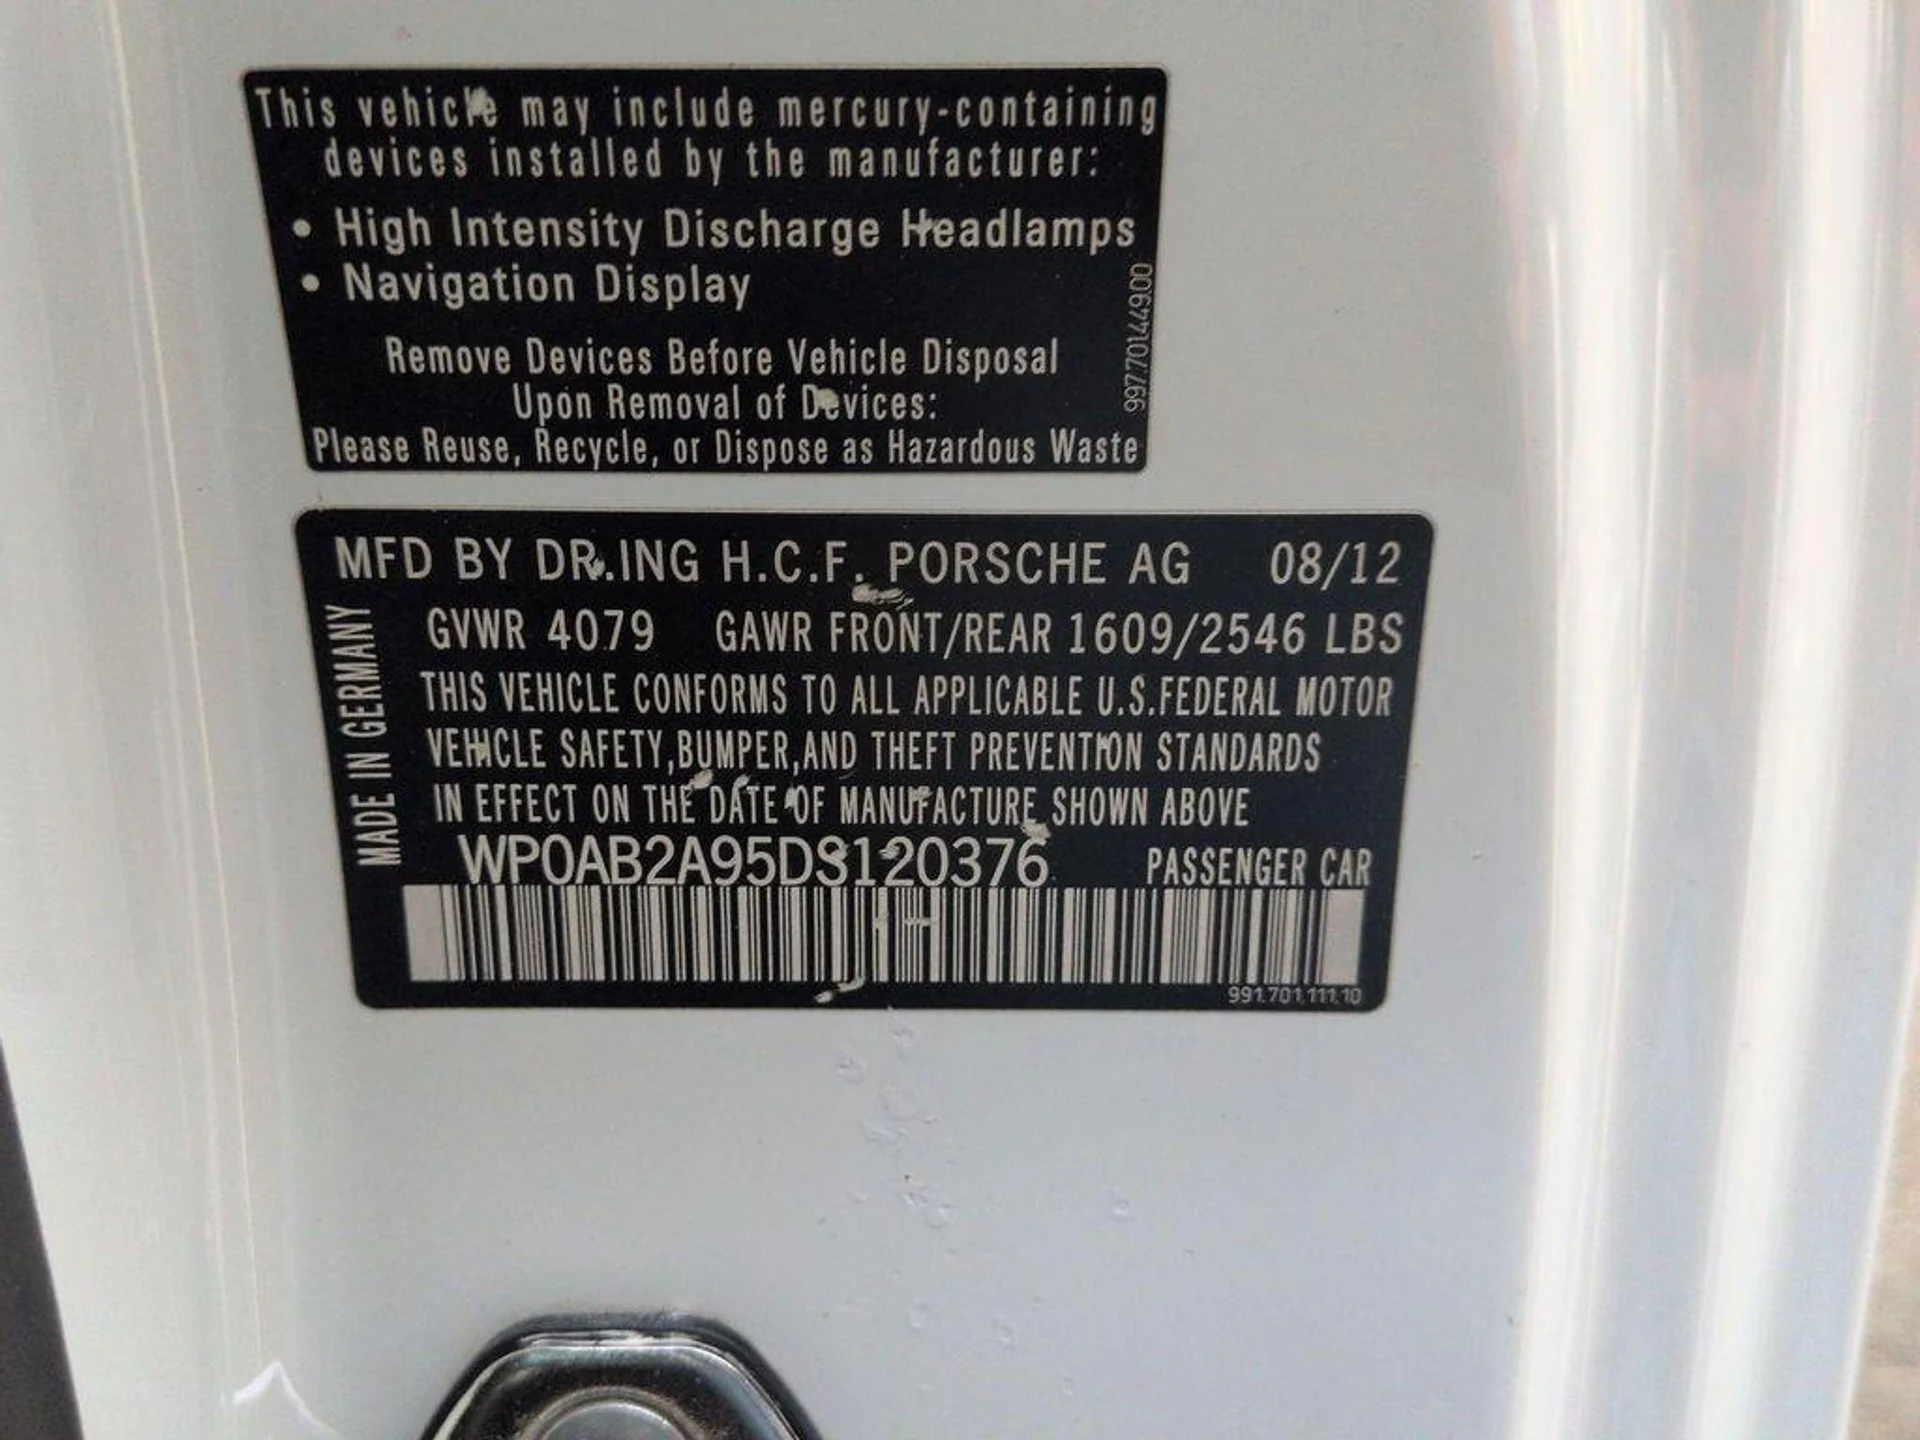 This vehicle may include mercury-containing
devices installed by the manufacturer:
• High Intensity Discharge Headlamps
• Navigation Display
Remove Devices Before Vehicle Disposal
Upon Removal of Devices:
Please Reuse, Recycle, or Dispose as Hazardous Waste
99770144900
MFD BY DR.ING H.C.F. PORSCHE AG 08/12
GVWR 4079 GAWR FRONT/REAR 1609/2546 LBS
THIS VEHICLE CONFORMS TO ALL APPLICABLE U.S.FEDERAL MOTOR
VEHICLE SAFETY,BUMPER,AND THEFT PREVENTION STANDARDS
IN EFFECT ON THE DATE OF MANUFACTURE SHOWN ABOVE
WP0AB2A95DS120376 PASSENGER CAR
MADE IN GERMANY
991.701.111.10